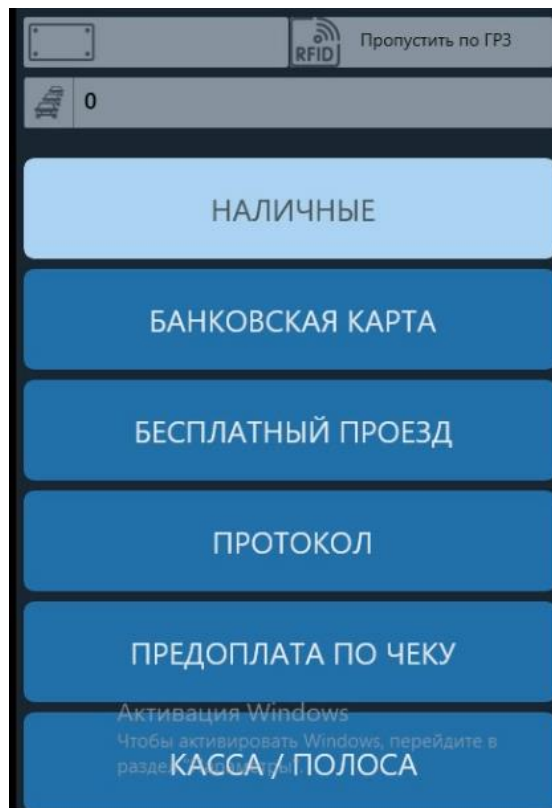 RFID
Пропустить по ГРЗ
0
НАЛИЧНЫЕ
БАНКОВСКАЯ КАРТА
БЕСПЛАТНЫЙ ПРОЕЗД
ПРОТОКОЛ
ПРЕДОПЛАТА ПО ЧЕКУ
Активация Windows
Чтобы активировать Windows, перейдите в
раздел
КАССА / ПОЛОСА